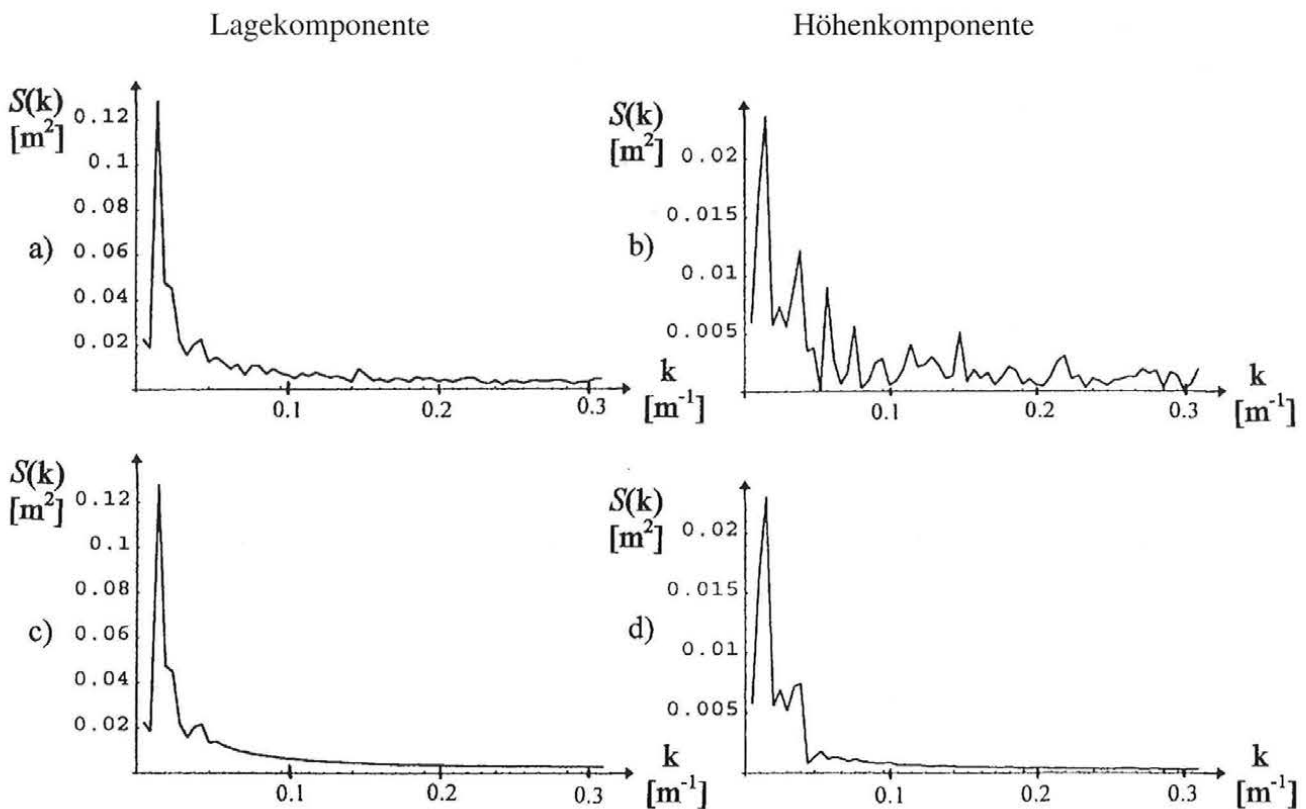 Lagekomponente
Höhenkomponente
S(k)
[m²]
0.12
0.1
0.08
0.06
0.04
0.02
a)
0.1
0.2
0.3
k
[m⁻¹]
S(k)
[m²]
0.02
0.015
0.01
0.005
b)
0.1
0.2
0.3
k
[m⁻¹]
S(k)
[m²]
0.12
0.1
0.08
0.06
0.04
0.02
c)
0.1
0.2
0.3
k
[m⁻¹]
S(k)
[m²]
0.02
0.015
0.01
0.005
d)
0.1
0.2
0.3
k
[m⁻¹]